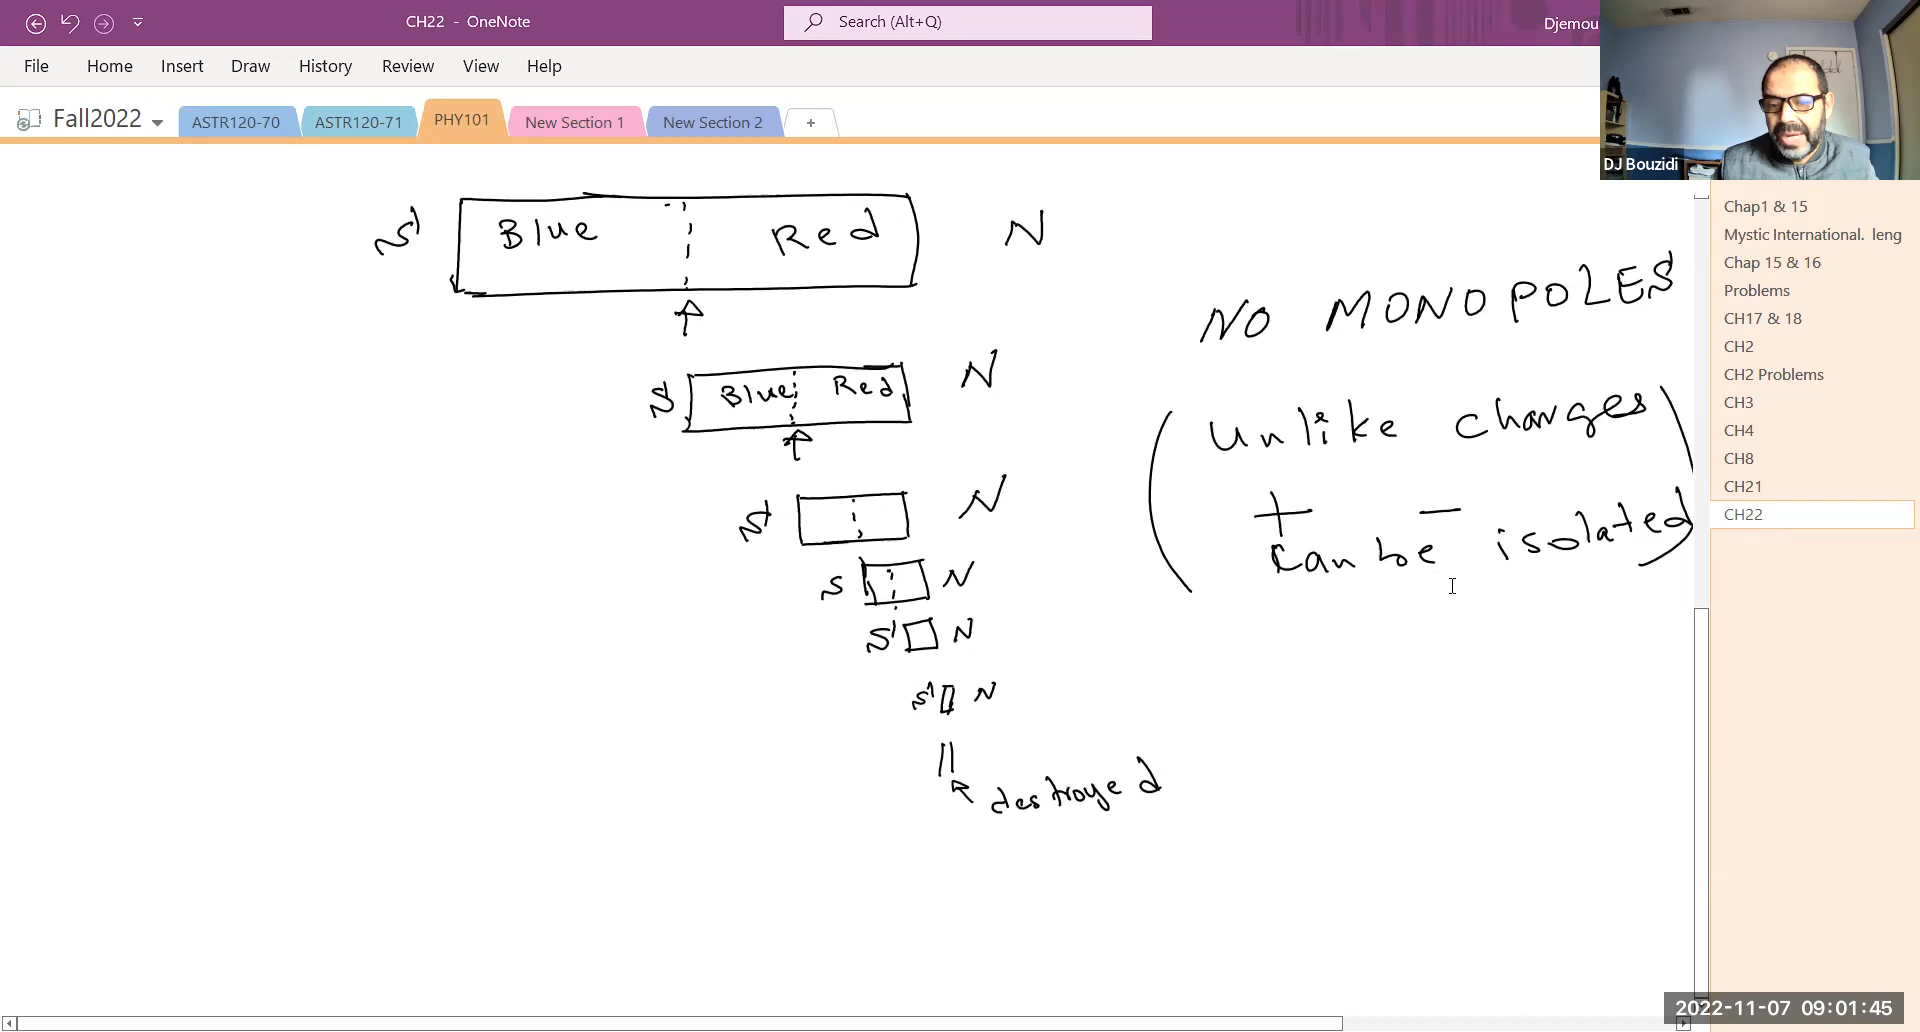 CH22 - OneNote
Search (Alt+Q)
Djemou
File Home Insert Draw History Review View Help
Fall2022 ASTR120-70 ASTR120-71 PHY101 New Section 1 New Section 2 +
DJ Bouzidi
S Blue Red N
NO MONOPOLES
S Blue Red N
(Unlike charges
+ -
can be isolated)
S N
S N
S N
S N
destroyed
Chap1 & 15
Mystic International. leng
Chap 15 & 16
Problems
CH17 & 18
CH2
CH2 Problems
CH3
CH4
CH8
CH21
CH22
2022-11-07 09:01:45